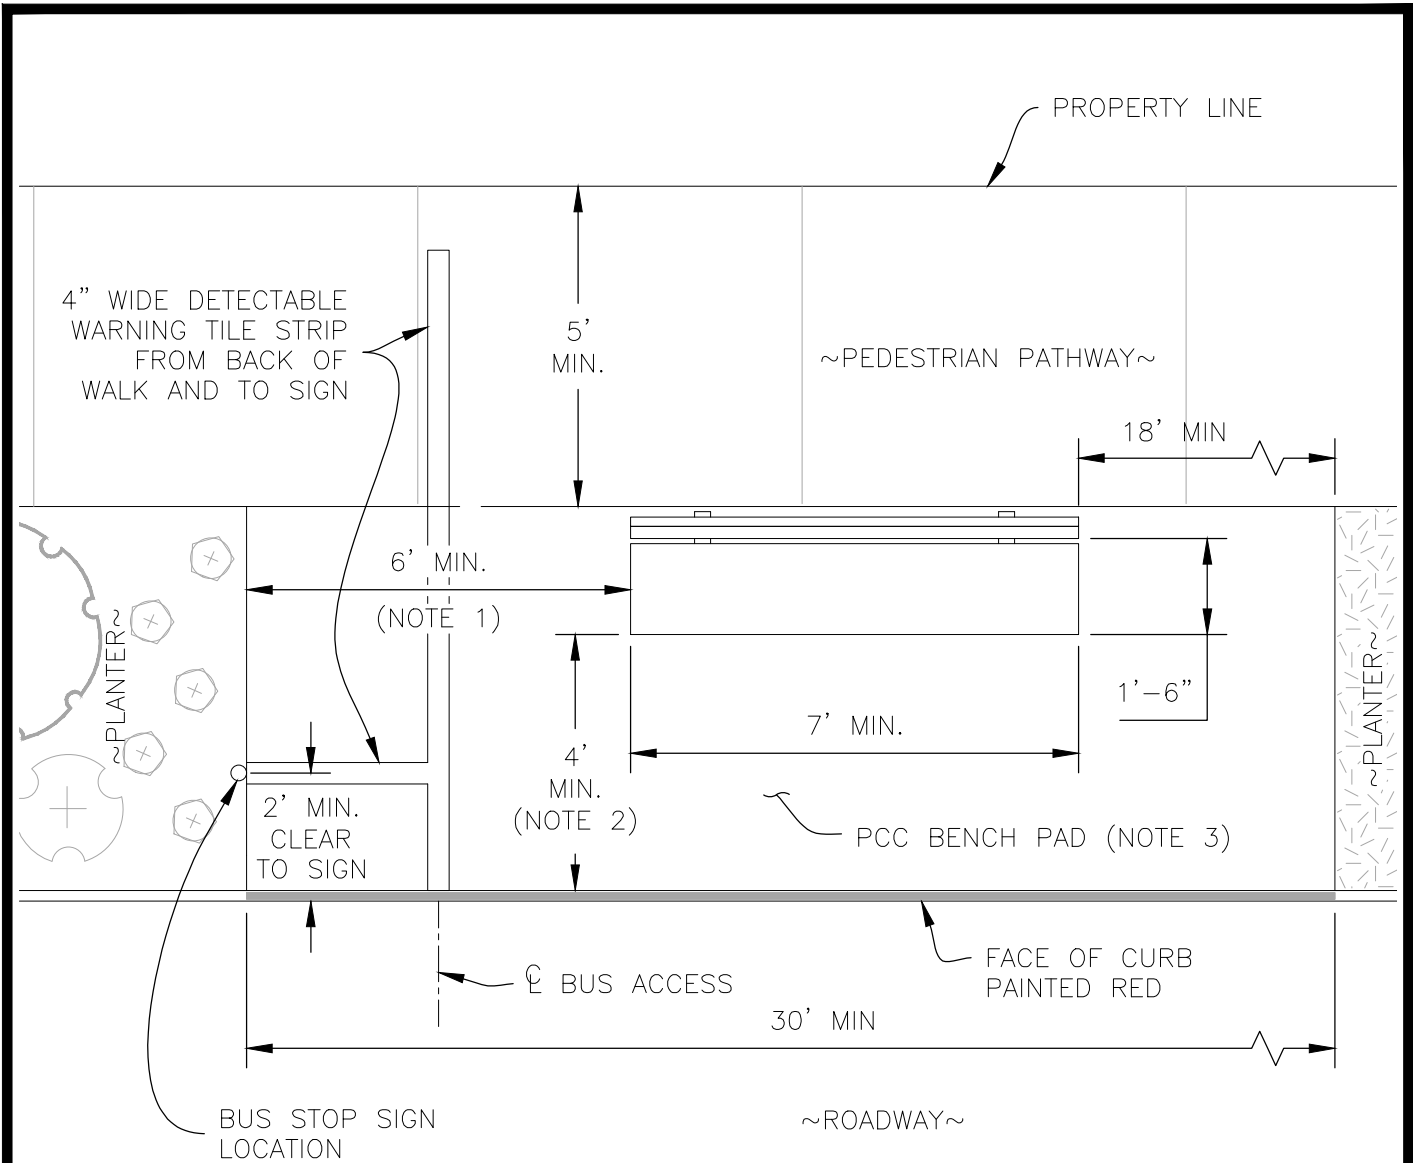 PROPERTY LINE
4” WIDE DETECTABLE
WARNING TILE STRIP
FROM BACK OF
WALK AND TO SIGN
5’
MIN.
~PEDESTRIAN PATHWAY~
18’ MIN
6’ MIN.
(NOTE 1)
~PLANTER~
1’–6”
7’ MIN.
~PLANTER~
4’
MIN.
(NOTE 2)
2’ MIN.
CLEAR
TO SIGN
PCC BENCH PAD (NOTE 3)
FACE OF CURB
PAINTED RED
℄ BUS ACCESS
30’ MIN
BUS STOP SIGN
LOCATION
~ROADWAY~